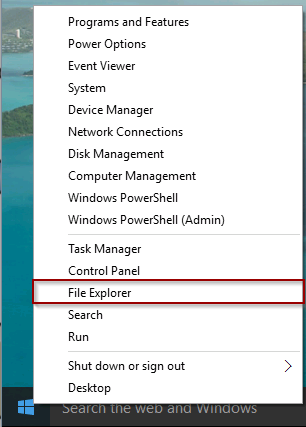 Programs and Features
Power Options
Event Viewer
System
Device Manager
Network Connections
Disk Management
Computer Management
Windows PowerShell
Windows PowerShell (Admin)
Task Manager
Control Panel
File Explorer
Search
Run
Shut down or sign out
Desktop
Search the web and Windows